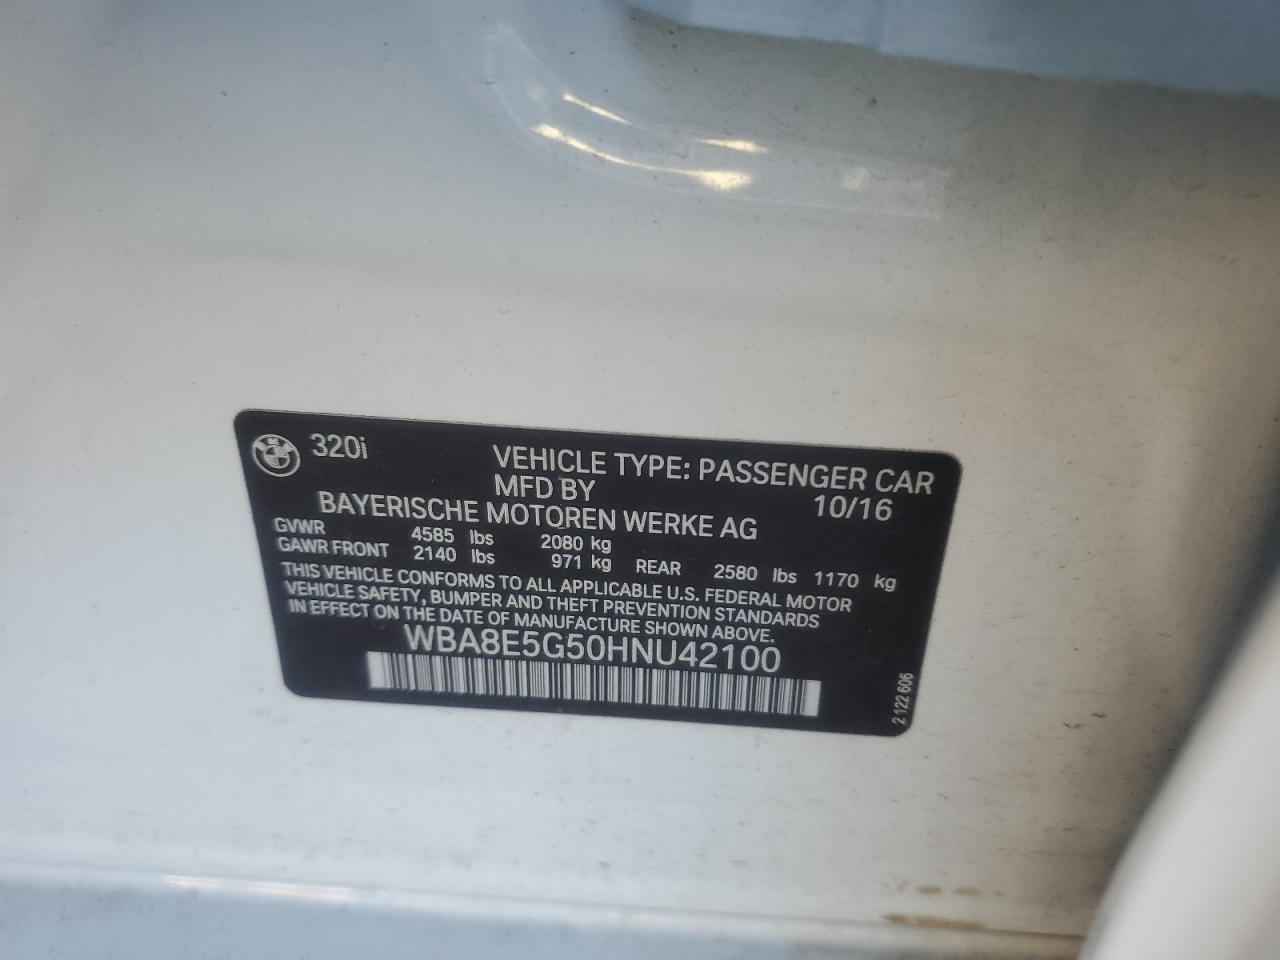 320i
VEHICLE TYPE: PASSENGER CAR
MFD BY 10/16
BAYERISCHE MOTOREN WERKE AG
GVWR 4585 lbs 2080 kg
GAWR FRONT 2140 lbs 971 kg REAR 2580 lbs 1170 kg
THIS VEHICLE CONFORMS TO ALL APPLICABLE U.S. FEDERAL MOTOR
VEHICLE SAFETY, BUMPER AND THEFT PREVENTION STANDARDS
IN EFFECT ON THE DATE OF MANUFACTURE SHOWN ABOVE.
WBA8E5G50HNU42100
2 122 606